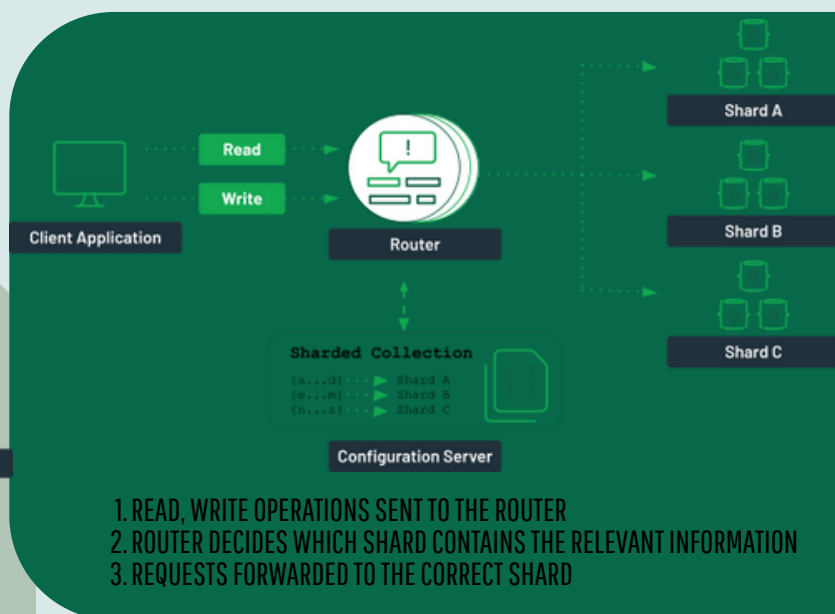 Shard A
Read
Write
Client Application
Router
Shard B
Shard C
Sharded Collection
{a...d} Shard A
{e...m} Shard B
{n...z} Shard C
Configuration Server
1. READ, WRITE OPERATIONS SENT TO THE ROUTER
2. ROUTER DECIDES WHICH SHARD CONTAINS THE RELEVANT INFORMATION
3. REQUESTS FORWARDED TO THE CORRECT SHARD